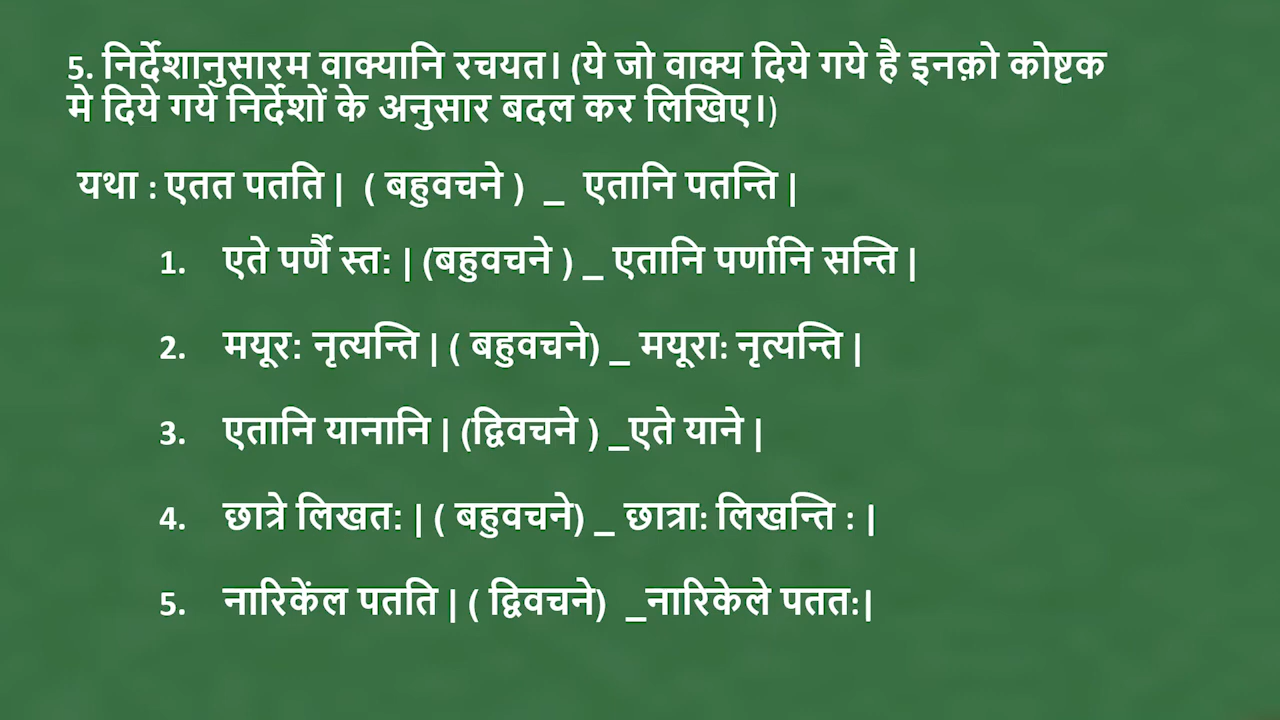 5. निर्देशानुसारम वाक्यानि रचयत। (ये जो वाक्य दिये गये है इनक़ो कोष्टक
मे दिये गये निर्देशों के अनुसार बदल कर लिखिए।)
यथा : एतत पतति | ( बहुवचने ) _ एतानि पतन्ति |
1. एते पर्णै स्तः | (बहुवचने ) _ एतानि पर्णानि सन्ति |
2. मयूर: नृत्यन्ति | ( बहुवचने) _ मयूराः नृत्यन्ति |
3. एतानि यानानि | (द्विवचने ) _एते याने |
4. छात्रे लिखत: | ( बहुवचने) _ छात्राः लिखन्ति : |
5. नारिकेंल पतति | ( द्विवचने) _नारिकेले पततः|